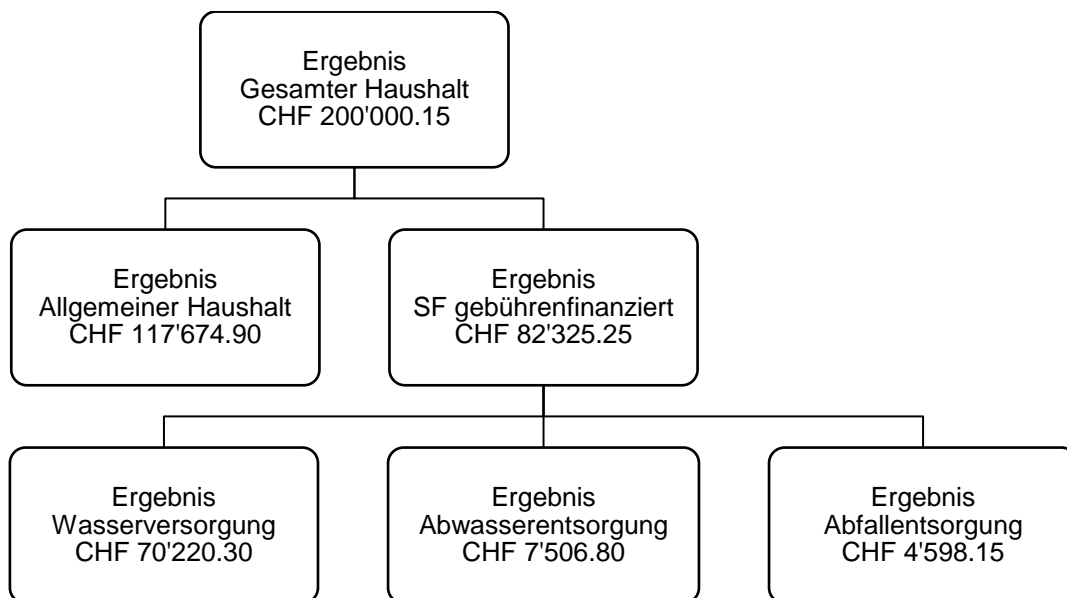 Ergebnis
Gesamter Haushalt
CHF 200'000.15
Ergebnis
Allgemeiner Haushalt
CHF 117'674.90
Ergebnis
SF gebührenfinanziert
CHF 82'325.25
Ergebnis
Wasserversorgung
CHF 70'220.30
Ergebnis
Abwasserentsorgung
CHF 7'506.80
Ergebnis
Abfallentsorgung
CHF 4'598.15